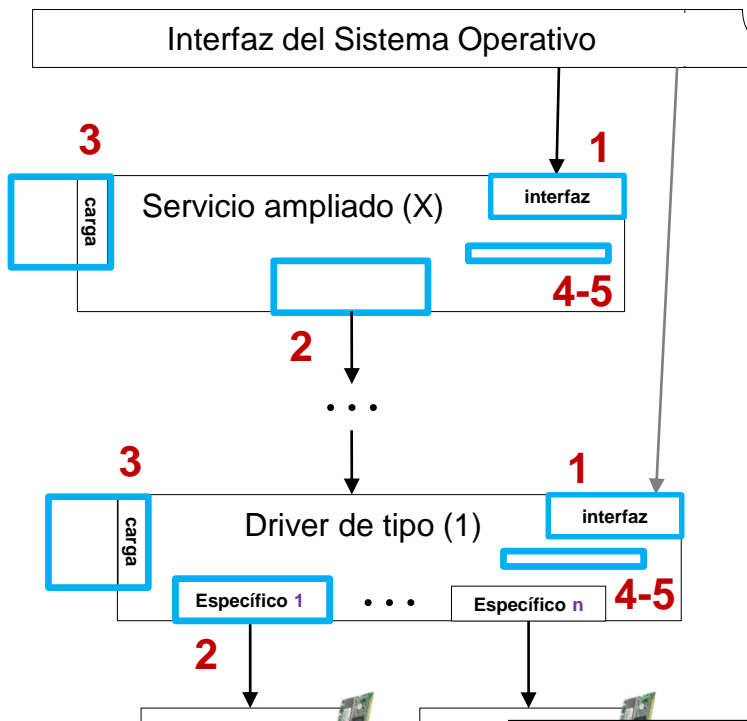 Interfaz del Sistema Operativo
3
1
carga
Servicio ampliado (X)
interfaz
4-5
2
...
3
1
carga
Driver de tipo (1)
interfaz
Específico 1
...
Específico n
4-5
2